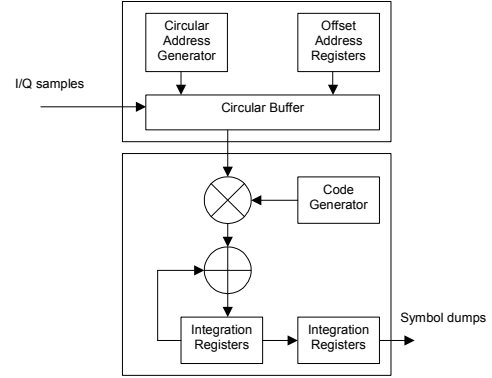 Circular
Address
Generator
Offset
Address
Registers
I/Q samples
Circular Buffer
Code
Generator
Integration
Registers
Integration
Registers
Symbol dumps